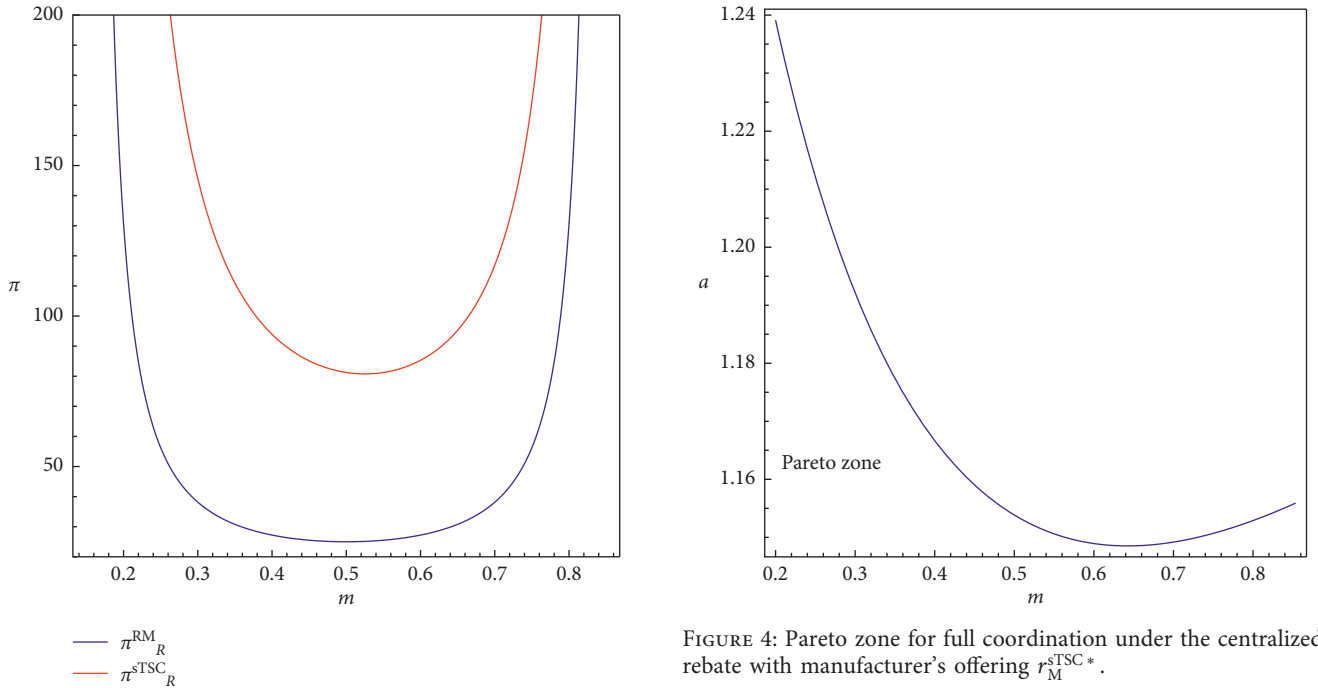 200
150
π
100
50
0.2 0.3 0.4 0.5 0.6 0.7 0.8
m
π^RM_R
π^sTSC_R
1.24
1.22
1.20
a
1.18
Pareto zone
1.16
0.2 0.3 0.4 0.5 0.6 0.7 0.8
m
FIGURE 4: Pareto zone for full coordination under the centralized
rebate with manufacturer's offering r_M^sTSC*.